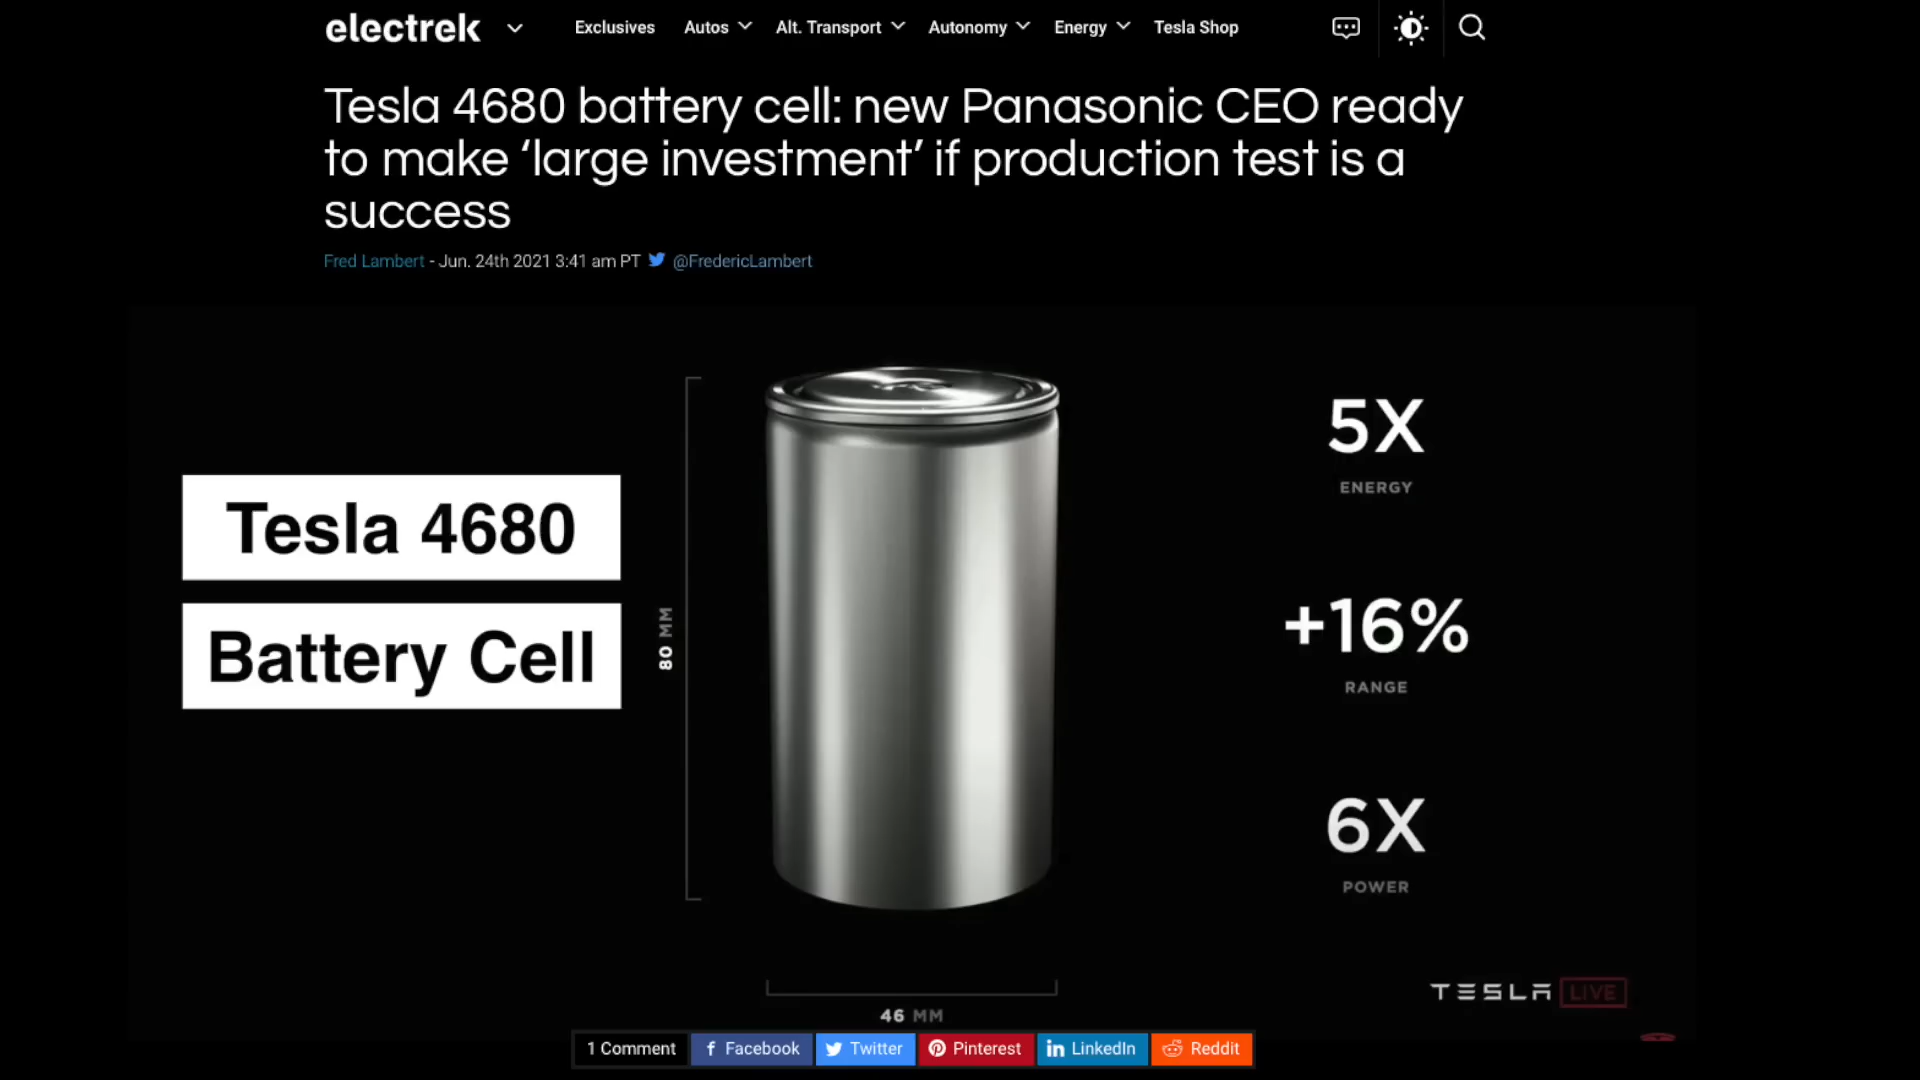 electrek
Exclusives Autos Alt. Transport Autonomy Energy Tesla Shop
Tesla 4680 battery cell: new Panasonic CEO ready
to make ‘large investment’ if production test is a
success
Fred Lambert - Jun. 24th 2021 3:41 am PT @FredericLambert
Tesla 4680
Battery Cell
80 MM
46 MM
5X
ENERGY
+16%
RANGE
6X
POWER
TESLA LIVE
1 Comment Facebook Twitter Pinterest LinkedIn Reddit